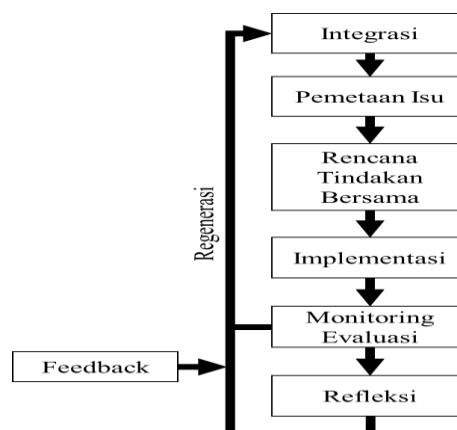 Integrasi
Pemetaan Isu
Rencana
Tindakan
Bersama
Regenerasi
Implementasi
Monitoring
Evaluasi
Feedback
Refleksi